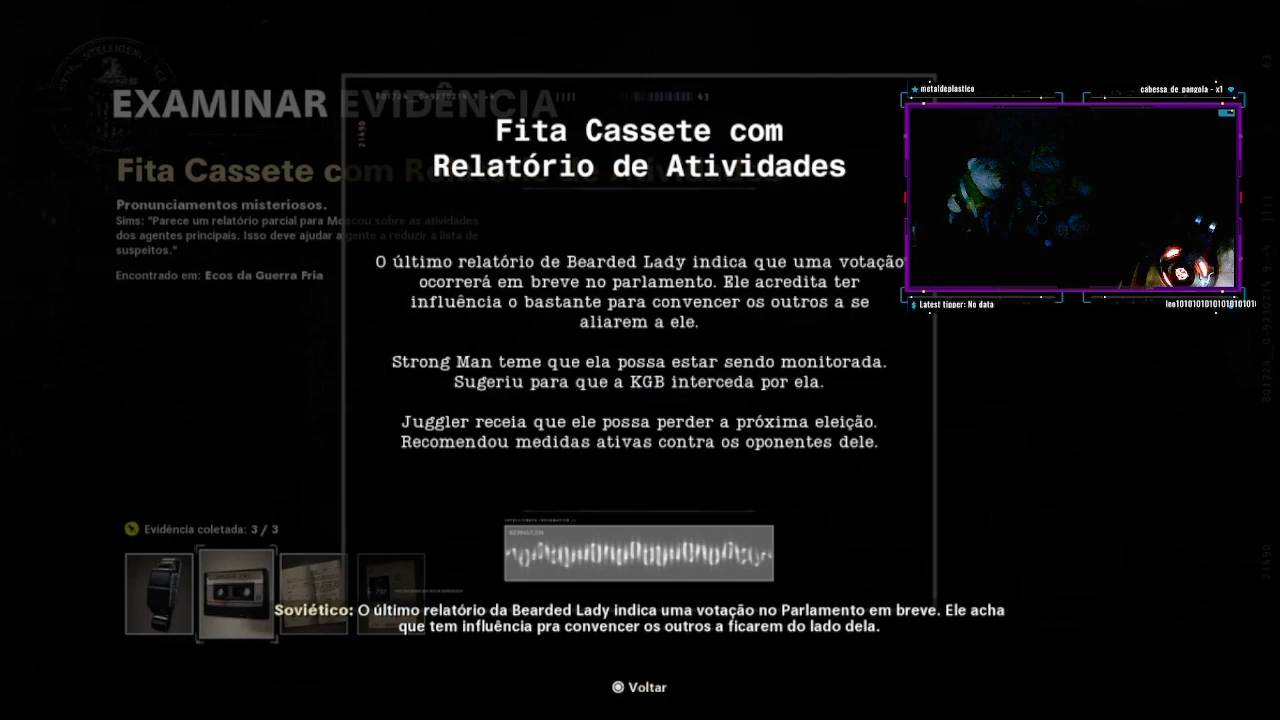 EXAMINAR EVIDÊNCIA
63
21490
Fita Cassete com
Relatório de Atividades
Fita Cassete com Relatório de Atividades
Pronunciamentos misteriosos.
Sims: "Parece um relatório parcial para Moscou sobre as atividades
dos agentes principais. Isso deve ajudar a gente a reduzir a lista de
suspeitos."
Encontrado em: Ecos da Guerra Fria
O último relatório de Bearded Lady indica que uma votação
ocorrerá em breve no parlamento. Ele acredita ter
influência o bastante para convencer os outros a se
aliarem a ele.
Strong Man teme que ela possa estar sendo monitorada.
Sugeriu para que a KGB interceda por ela.
Juggler receia que ele possa perder a próxima eleição.
Recomendou medidas ativas contra os oponentes dele.
metaldeplastico
cabessa_de_pangola - x1
Latest tipper: No data
leo1010101010101010101
Evidência coletada: 3 / 3
Soviético: O último relatório da Bearded Lady indica uma votação no Parlamento em breve. Ele acha
que tem influência pra convencer os outros a ficarem do lado dela.
Voltar